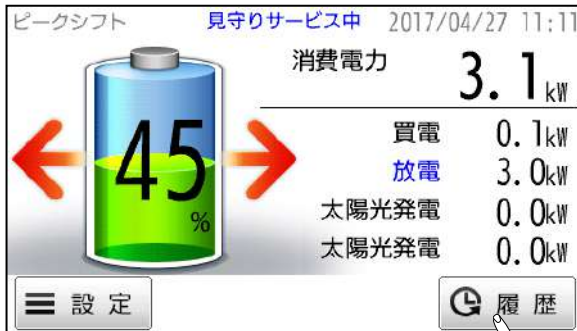 ピークシフト 見守りサービス中 2017/04/27 11:11
消費電力 3.1kW
45%
買電 0.1kW
放電 3.0kW
太陽光発電 0.0kW
太陽光発電 0.0kW
設定 履歴